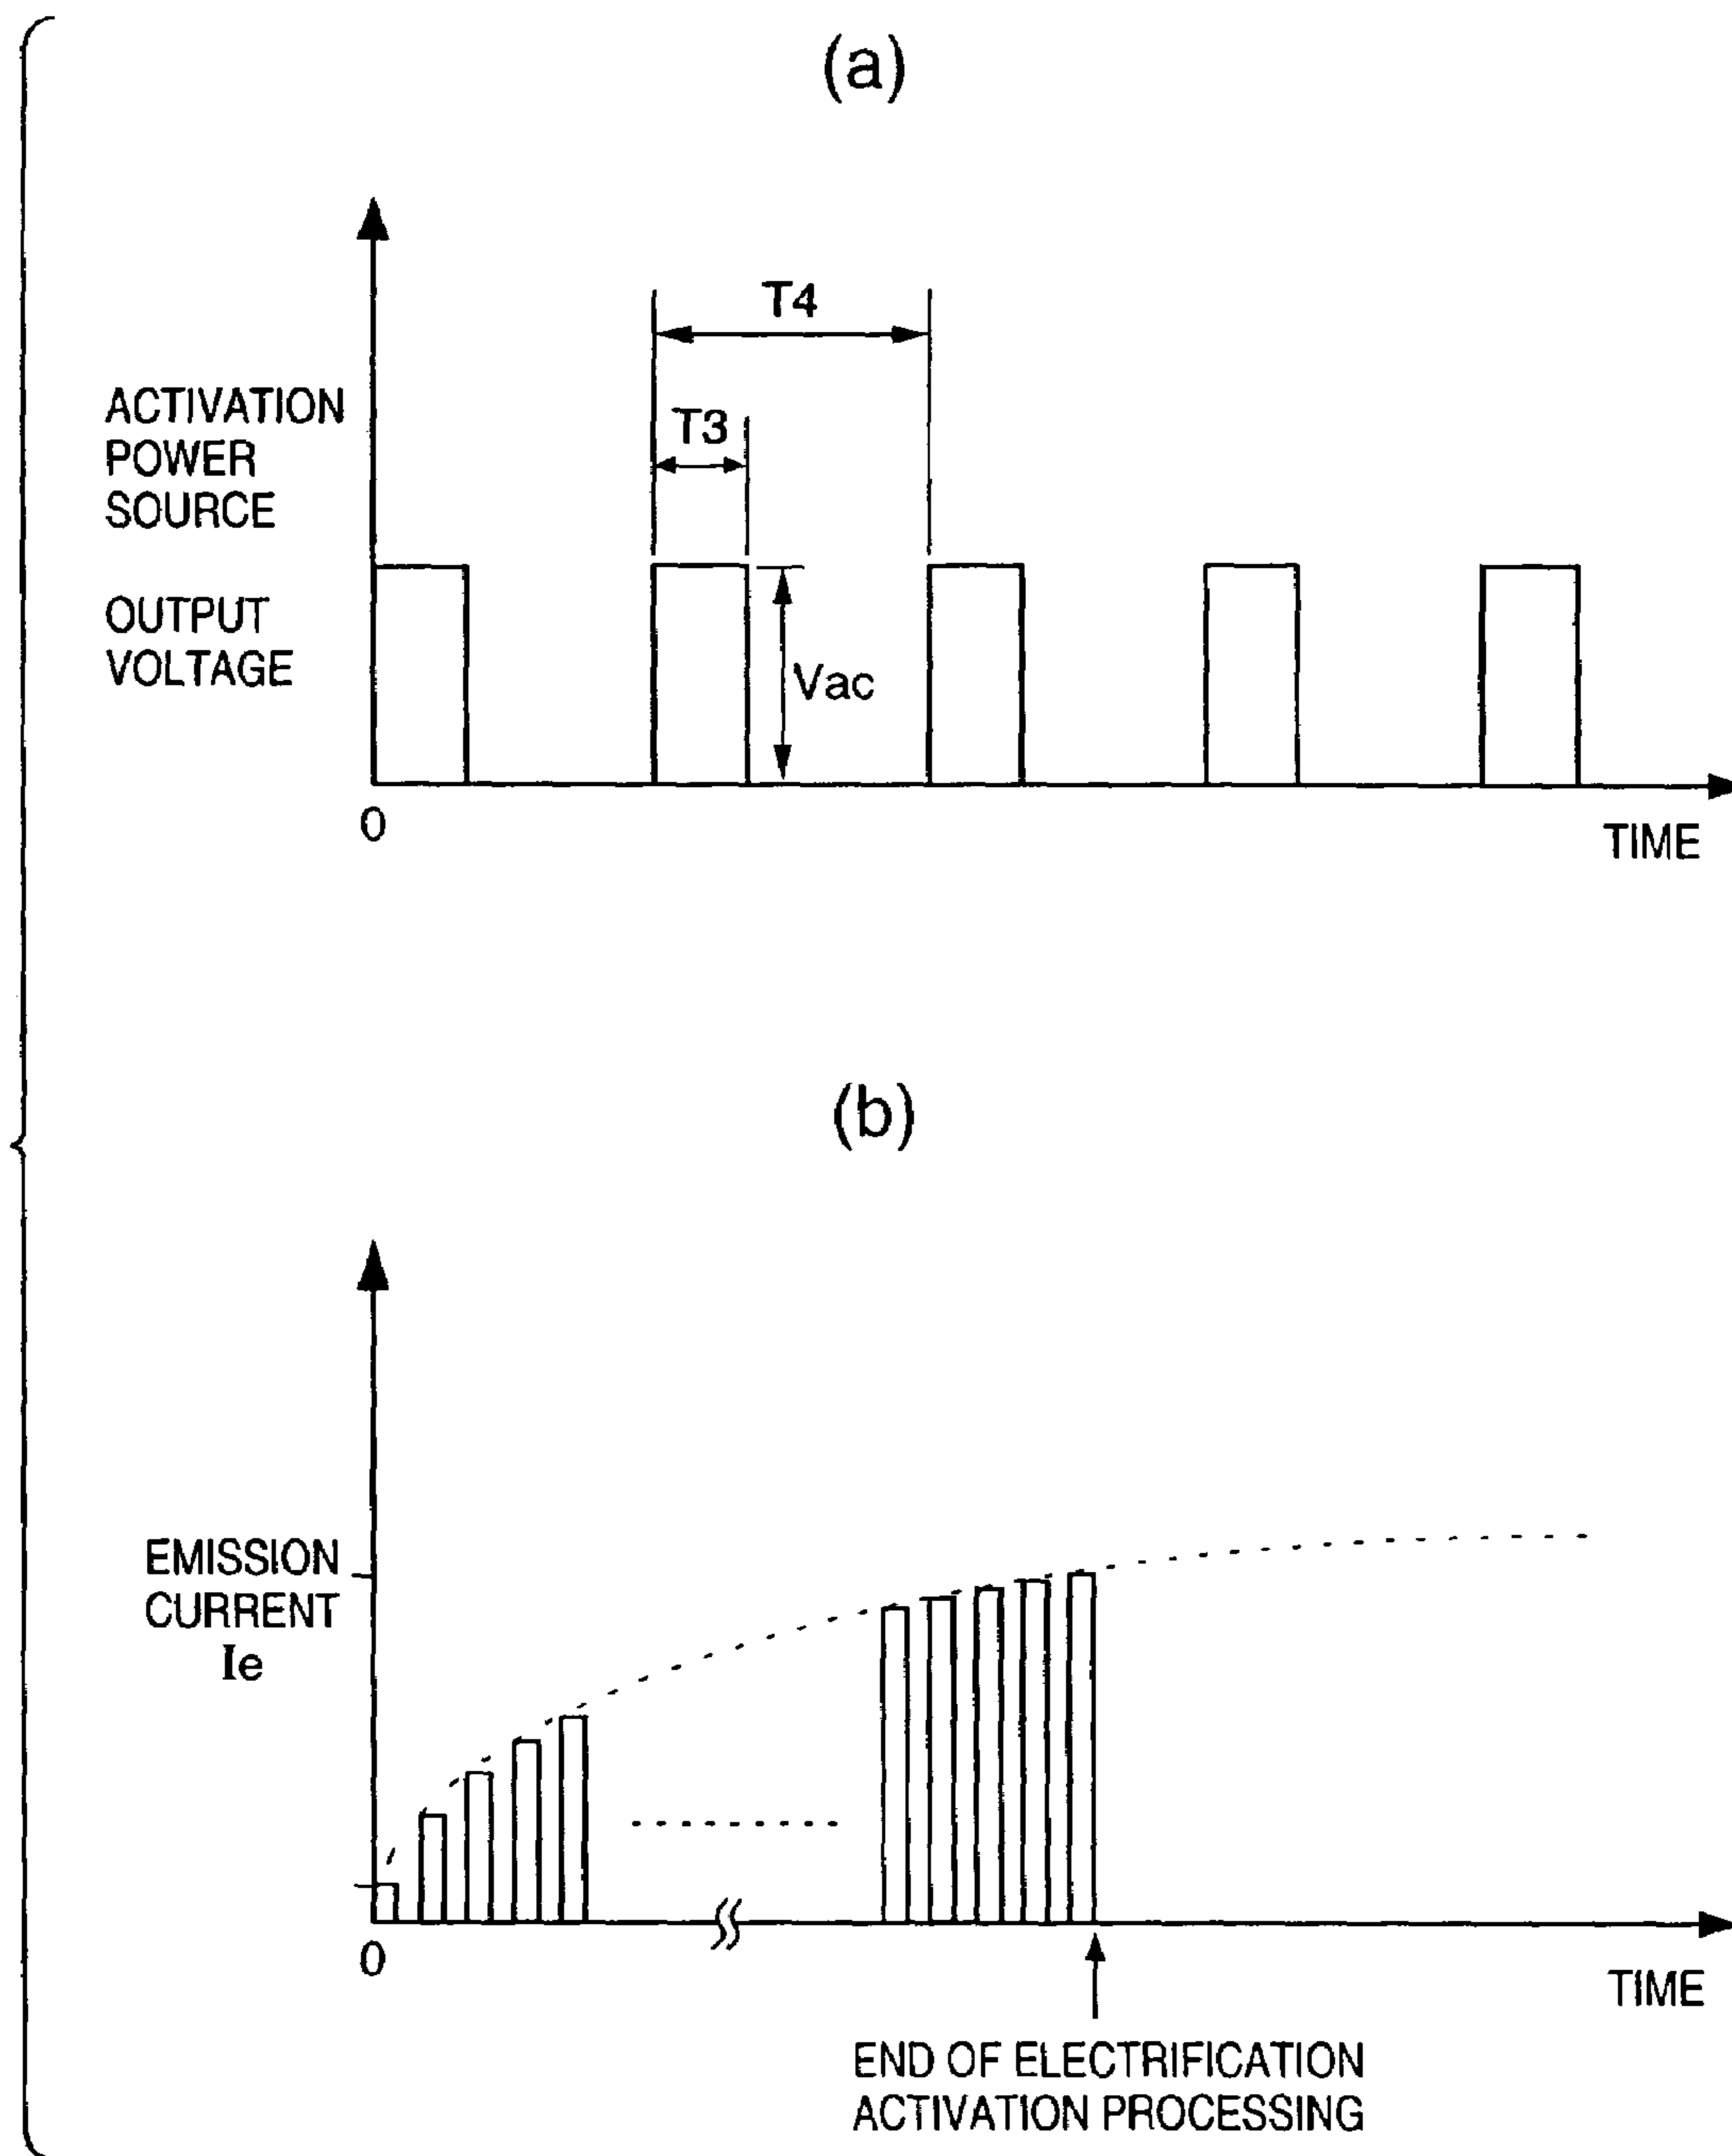 (a)
T4
T3
ACTIVATION
POWER
SOURCE
OUTPUT
VOLTAGE
Vac
0
TIME
(b)
EMISSION
CURRENT
Ie
0
TIME
END OF ELECTRIFICATION
ACTIVATION PROCESSING